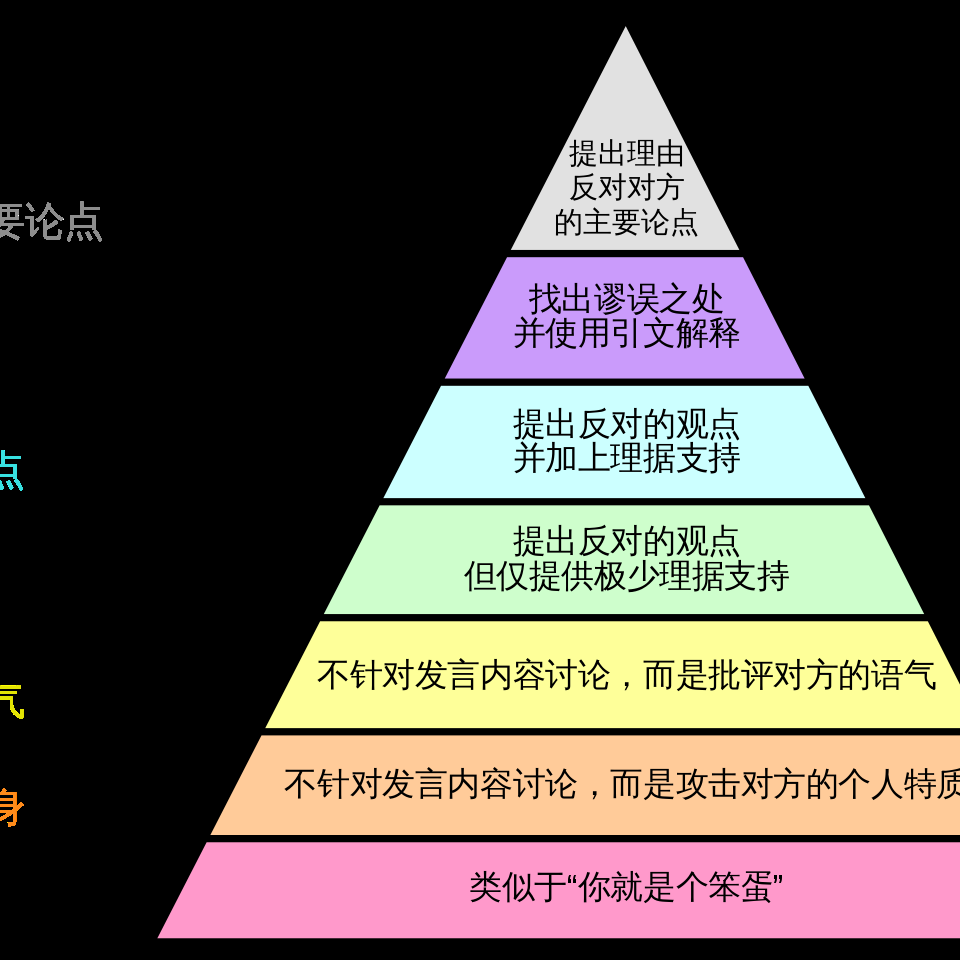 提出理由
反对对方
的主要论点
要论点
找出谬误之处
并使用引文解释
提出反对的观点
并加上理据支持
点
提出反对的观点
但仅提供极少理据支持
不针对发言内容讨论，而是批评对方的语气
气
不针对发言内容讨论，而是攻击对方的个人特质
身
类似于“你就是个笨蛋”